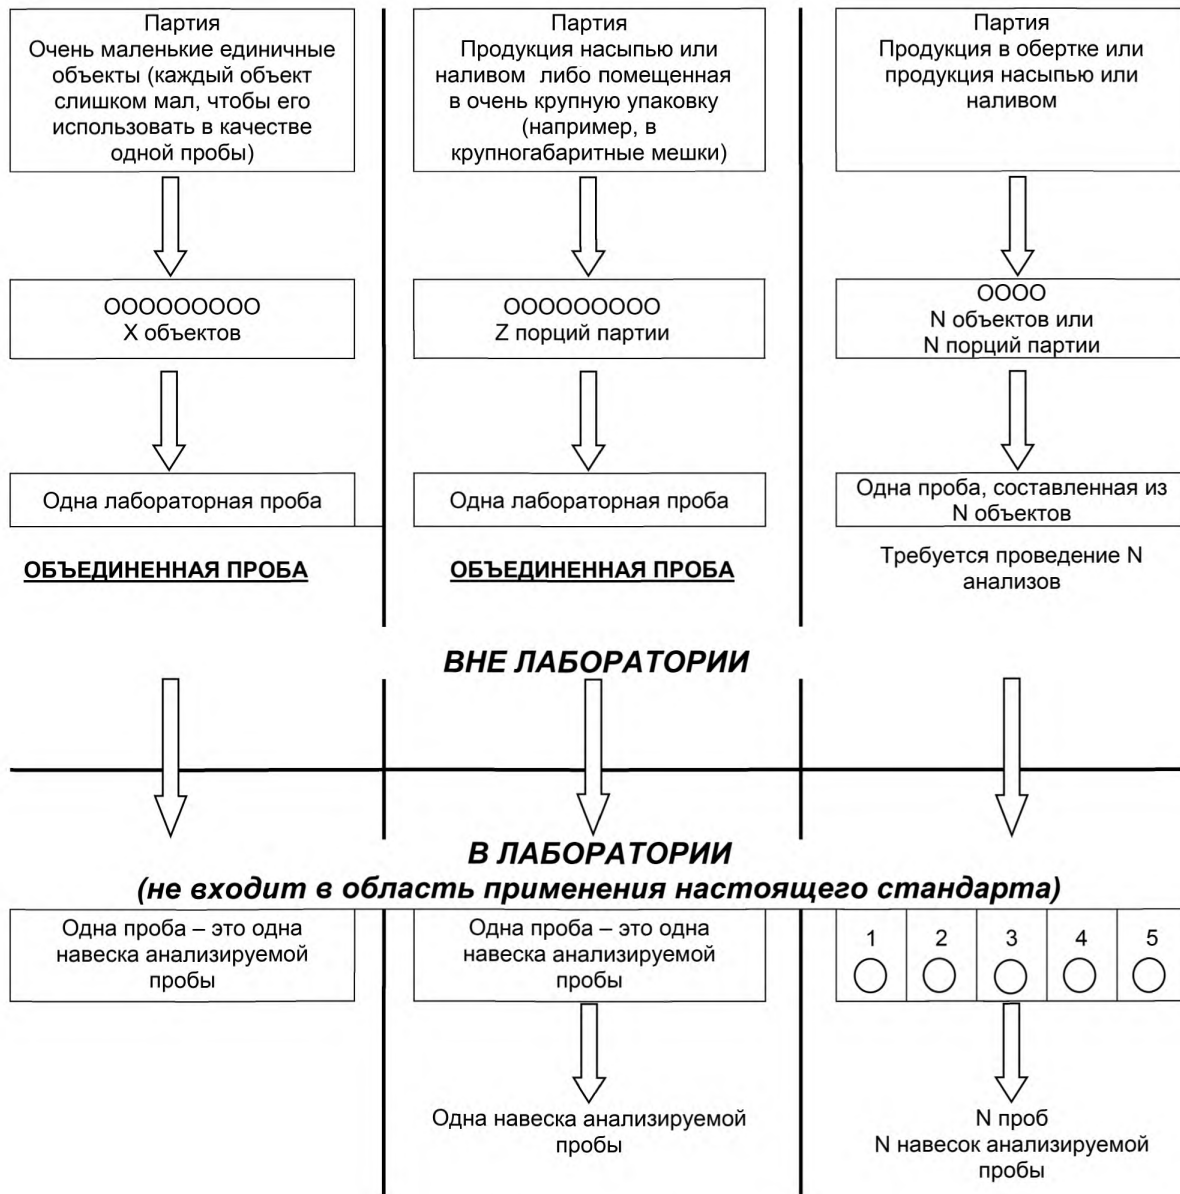 Партия
Очень маленькие единичные
объекты (каждый объект
слишком мал, чтобы его
использовать в качестве
одной пробы)
Партия
Продукция насыпью или
наливом либо помещенная
в очень крупную упаковку
(например, в
крупногабаритные мешки)
Партия
Продукция в обертке или
продукция насыпью или
наливом
ООООООООО
X объектов
ООООООООО
Z порций партии
ОООО
N объектов или
N порций партии
Одна лабораторная проба
Одна лабораторная проба
Одна проба, составленная из
N объектов
ОБЪЕДИНЕННАЯ ПРОБА
ОБЪЕДИНЕННАЯ ПРОБА
Требуется проведение N
анализов
ВНЕ ЛАБОРАТОРИИ
В ЛАБОРАТОРИИ
(не входит в область применения настоящего стандарта)
Одна проба – это одна
навеска анализируемой
пробы
Одна проба – это одна
навеска анализируемой
пробы
1 2 3 4 5
Одна навеска анализируемой
пробы
N проб
N навесок анализируемой
пробы